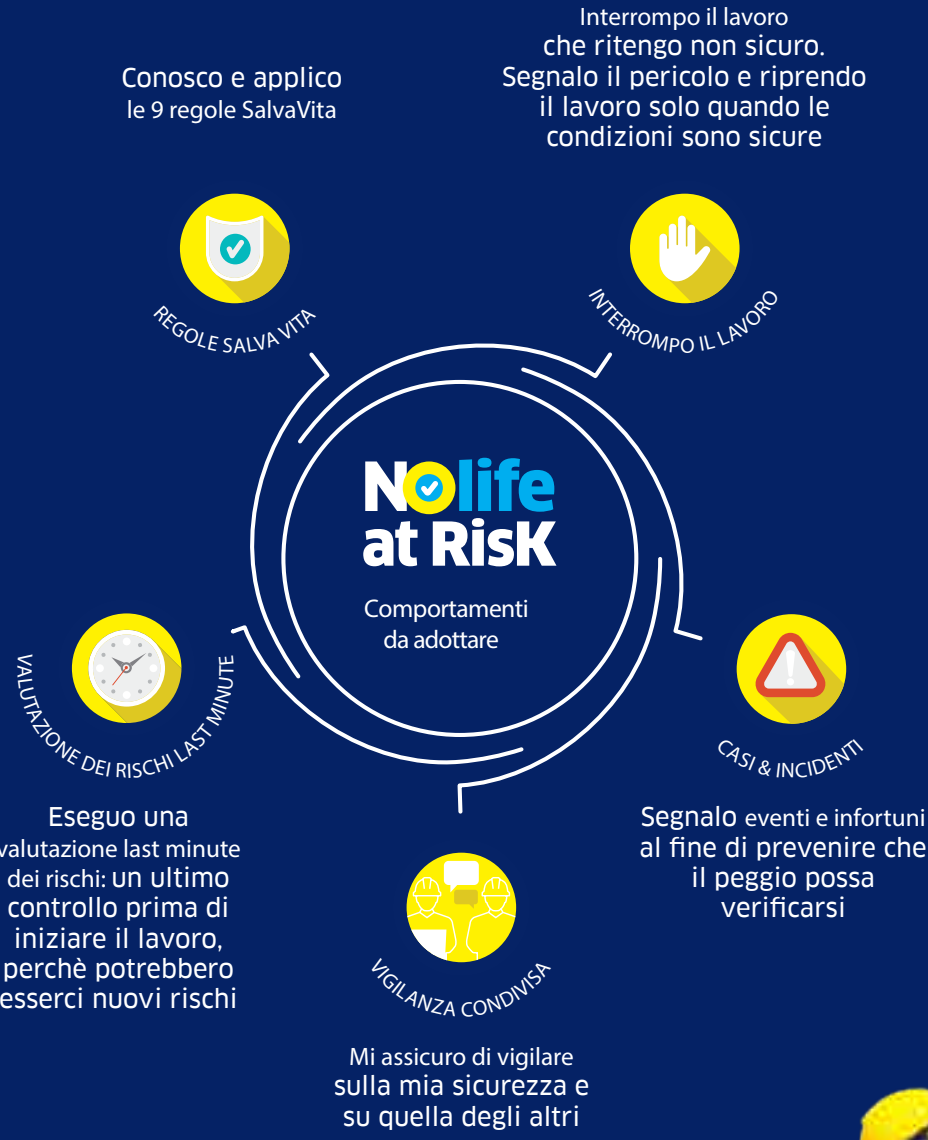 Interrompo il lavoro
che ritengo non sicuro.
Segnalo il pericolo e riprendo
il lavoro solo quando le
condizioni sono sicure
Conosco e applico
le 9 regole SalvaVita
REGOLE SALVA VITA
INTERROMPO IL LAVORO
No life
at RisK
Comportamenti
da adottare
VALUTAZIONE DEI RISCHI LAST MINUTE
CASI & INCIDENTI
Eseguo una
valutazione last minute
dei rischi: un ultimo
controllo prima di
iniziare il lavoro,
perchè potrebbero
esserci nuovi rischi
Segnalo eventi e infortuni
al fine di prevenire che
il peggio possa
verificarsi
VIGILANZA CONDIVISA
Mi assicuro di vigilare
sulla mia sicurezza e
su quella degli altri